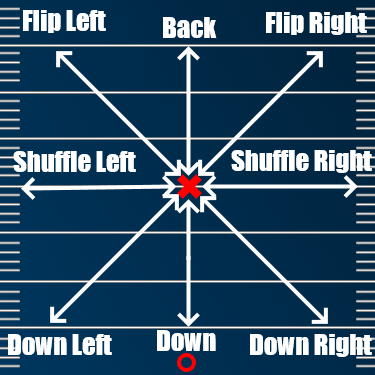 Flip Left
Back
Flip Right
Shuffle Left
Shuffle Right
Down Left
Down
Down Right